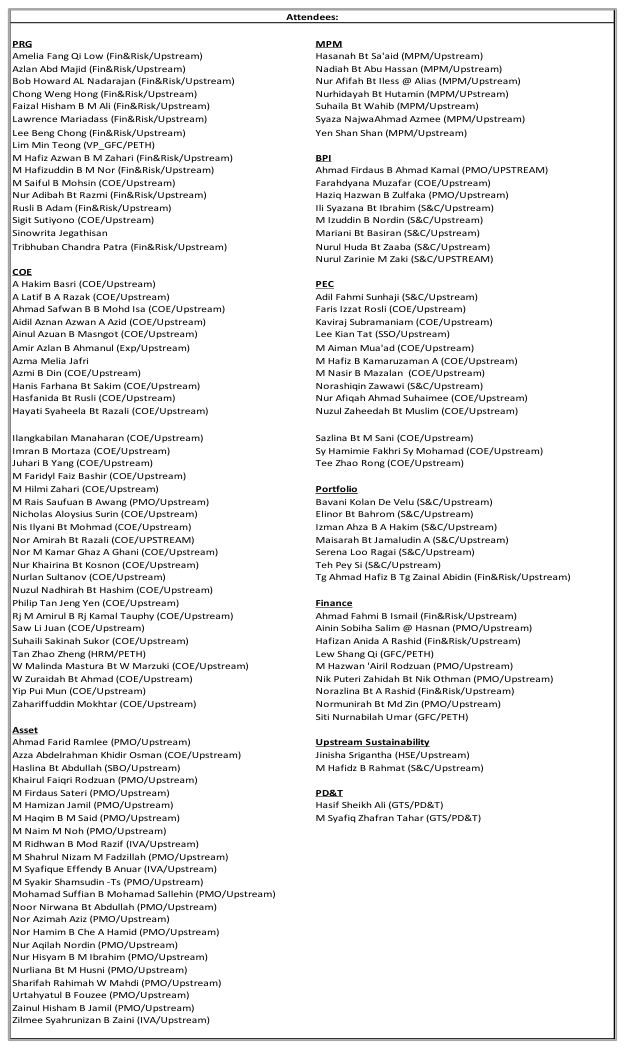 Attendees:
PRG
Amelia Fang Qi Low (Fin&Risk/Upstream)
Azlan Abd Majid (Fin&Risk/Upstream)
Bob Howard AL Nadarajan (Fin&Risk/Upstream)
Chong Weng Hong (Fin&Risk/Upstream)
Faizal Hisham B M Ali (Fin&Risk/Upstream)
Lawrence Mariadass (Fin&Risk/Upstream)
Lee Beng Chong (Fin&Risk/Upstream)
Lim Min Teong (VP_GFC/PETH)
M Hafiz Azwan B M Zahari (Fin&Risk/Upstream)
M Hafizuddin B M Nor (Fin&Risk/Upstream)
M Saiful B Mohsin (COE/Upstream)
Nur Adibah Bt Razmi (Fin&Risk/Upstream)
Rusli B Adam (Fin&Risk/Upstream)
Sigit Sutiyono (COE/Upstream)
Sinowrita Jegathisan
Tribhuban Chandra Patra (Fin&Risk/Upstream)
COE
A Hakim Basri (COE/Upstream)
A Latif B A Razak (COE/Upstream)
Ahmad Safwan B B Mohd Isa (COE/Upstream)
Aidil Aznan Azwan A Azid (COE/Upstream)
Ainul Azuan B Masngot (COE/Upstream)
Amir Azlan B Ahmanul (Exp/Upstream)
Azma Melia Jafri
Azmi B Din (COE/Upstream)
Hanis Farhana Bt Sakim (COE/Upstream)
Hasfanida Bt Rusli (COE/Upstream)
Hayati Syaheela Bt Razali (COE/Upstream)
Ilangkabilan Manaharan (COE/Upstream)
Imran B Mortaza (COE/Upstream)
Juhari B Yang (COE/Upstream)
M Faridyl Faiz Bashir (COE/Upstream)
M Hilmi Zahari (COE/Upstream)
M Rais Saufuan B Awang (PMO/Upstream)
Nicholas Aloysius Surin (COE/Upstream)
Nis Ilyani Bt Mohmad (COE/Upstream)
Nor Amirah Bt Razali (COE/UPSTREAM)
Nor M Kamar Ghaz A Ghani (COE/Upstream)
Nur Khairina Bt Kosnon (COE/Upstream)
Nurlan Sultanov (COE/Upstream)
Nuzul Nadhirah Bt Hashim (COE/Upstream)
Philip Tan Jeng Yen (COE/Upstream)
Rj M Amirul B Rj Kamal Tauphy (COE/Upstream)
Saw Li Juan (COE/Upstream)
Suhaili Sakinah Sukor (COE/Upstream)
Tan Zhao Zheng (HRM/PETH)
W Malinda Mastura Bt W Marzuki (COE/Upstream)
W Zuraidah Bt Ahmad (COE/Upstream)
Yip Pui Mun (COE/Upstream)
Zahariffuddin Mokhtar (COE/Upstream)
Asset
Ahmad Farid Ramlee (PMO/Upstream)
Azza Abdelrahman Khidir Osman (COE/Upstream)
Haslina Bt Abdullah (SBO/Upstream)
Khairul Faiqri Rodzuan (PMO/Upstream)
M Firdaus Sateri (PMO/Upstream)
M Hamizan Jamil (PMO/Upstream)
M Haqim B M Said (PMO/Upstream)
M Naim M Noh (PMO/Upstream)
M Ridhwan B Mod Razif (IVA/Upstream)
M Shahrul Nizam M Fadzillah (PMO/Upstream)
M Syafique Effendy B Anuar (IVA/Upstream)
M Syakir Shamsudin -Ts (PMO/Upstream)
Mohamad Suffian B Mohamad Sallehin (PMO/Upstream)
Noor Nirwana Bt Abdullah (PMO/Upstream)
Nor Azimah Aziz (PMO/Upstream)
Nor Hamim B Che A Hamid (PMO/Upstream)
Nur Aqilah Nordin (PMO/Upstream)
Nur Hisyam B M Ibrahim (PMO/Upstream)
Nurliana Bt M Husni (PMO/Upstream)
Sharifah Rahimah W Mahdi (PMO/Upstream)
Urtahyatul B Fouzee (PMO/Upstream)
Zainul Hisham B Jamil (PMO/Upstream)
Zilmee Syahrunizan B Zaini (IVA/Upstream)
MPM
Hasanah Bt Sa'aid (MPM/Upstream)
Nadiah Bt Abu Hassan (MPM/Upstream)
Nur Afifah Bt Iless @ Alias (MPM/Upstream)
Nurhidayah Bt Hutamin (MPM/UPstream)
Suhaila Bt Wahib (MPM/Upstream)
Syaza NajwaAhmad Azmee (MPM/Upstream)
Yen Shan Shan (MPM/Upstream)
BPI
Ahmad Firdaus B Ahmad Kamal (PMO/UPSTREAM)
Farahdyana Muzafar (COE/Upstream)
Haziq Hazwan B Zulfaka (PMO/Upstream)
Ili Syazana Bt Ibrahim (S&C/Upstream)
M Izuddin B Nordin (S&C/Upstream)
Mariani Bt Basiran (S&C/Upstream)
Nurul Huda Bt Zaaba (S&C/Upstream)
Nurul Zarinie M Zaki (S&C/UPSTREAM)
PEC
Adil Fahmi Sunhaji (S&C/Upstream)
Faris Izzat Rosli (COE/Upstream)
Kaviraj Subramaniam (COE/Upstream)
Lee Kian Tat (SSO/Upstream)
M Aiman Mua'ad (COE/Upstream)
M Hafiz B Kamaruzaman A (COE/Upstream)
M Nasir B Mazalan  (COE/Upstream)
Norashiqin Zawawi (S&C/Upstream)
Nur Afiqah Ahmad Suhaimee (COE/Upstream)
Nuzul Zaheedah Bt Muslim (COE/Upstream)
Sazlina Bt M Sani (COE/Upstream)
Sy Hamimie Fakhri Sy Mohamad (COE/Upstream)
Tee Zhao Rong (COE/Upstream)
Portfolio
Bavani Kolan De Velu (S&C/Upstream)
Elinor Bt Bahrom (S&C/Upstream)
Izman Ahza B A Hakim (S&C/Upstream)
Maisarah Bt Jamaludin A (S&C/Upstream)
Serena Loo Ragai (S&C/Upstream)
Teh Pey Si (S&C/Upstream)
Tg Ahmad Hafiz B Tg Zainal Abidin (Fin&Risk/Upstream)
Finance
Ahmad Fahmi B Ismail (Fin&Risk/Upstream)
Ainin Sobiha Salim @ Hasnan (PMO/Upstream)
Hafizan Anida A Rashid (Fin&Risk/Upstream)
Lew Shang Qi (GFC/PETH)
M Hazwan 'Airil Rodzuan (PMO/Upstream)
Nik Puteri Zahidah Bt Nik Othman (PMO/Upstream)
Norazlina Bt A Rashid (Fin&Risk/Upstream)
Normunirah Bt Md Zin (PMO/Upstream)
Siti Nurnabilah Umar (GFC/PETH)
Upstream Sustainability
Jinisha Srigantha (HSE/Upstream)
M Hafidz B Rahmat (S&C/Upstream)
PD&T
Hasif Sheikh Ali (GTS/PD&T)
M Syafiq Zhafran Tahar (GTS/PD&T)